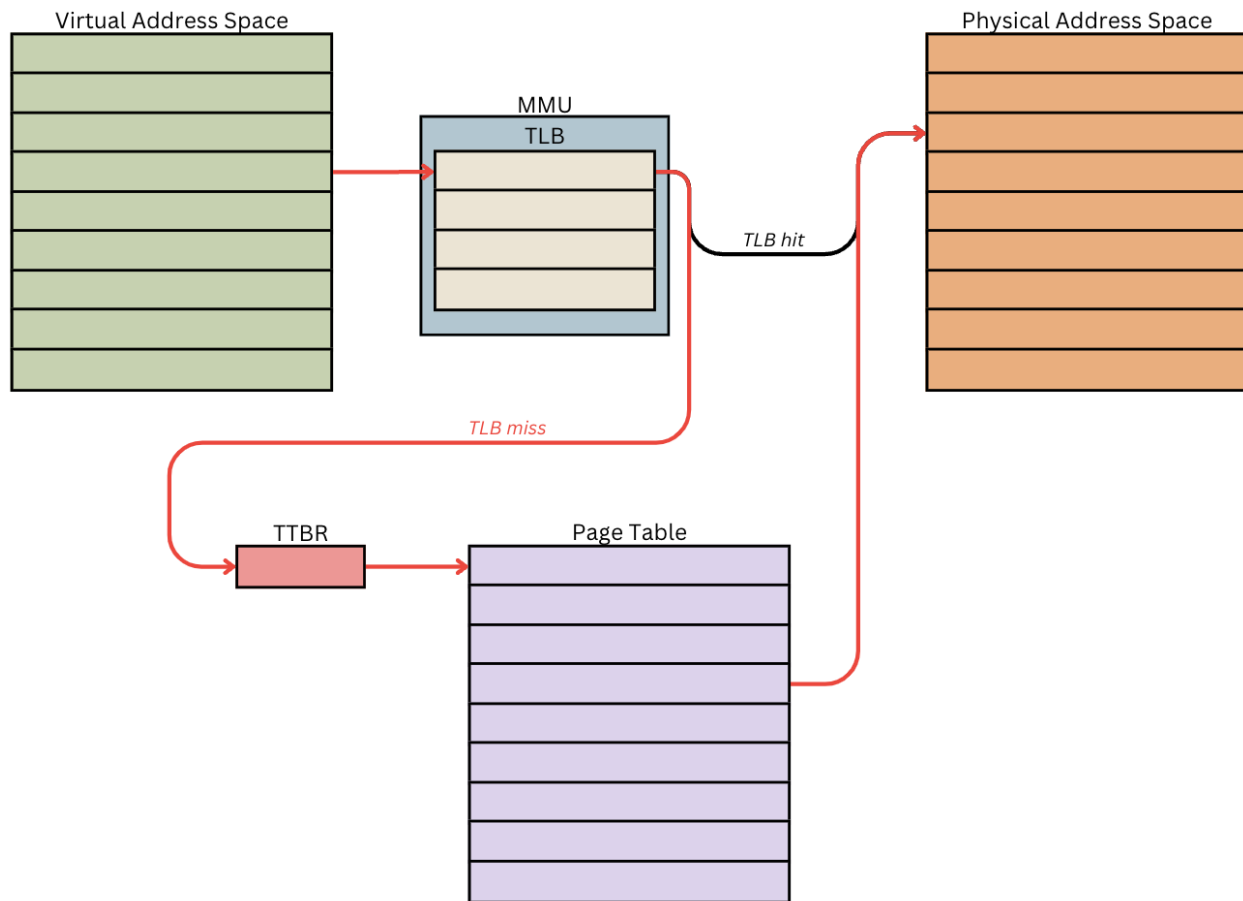 Virtual Address Space
Physical Address Space
MMU
TLB
TLB hit
TLB miss
TTBR
Page Table